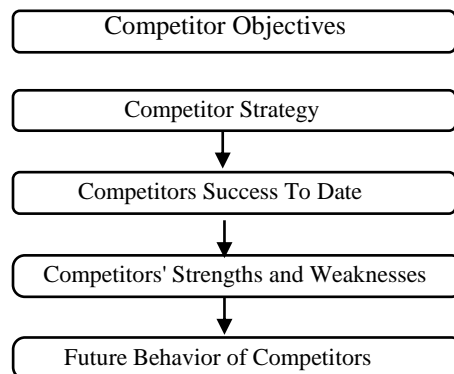 Competitor Objectives
Competitor Strategy
Competitors Success To Date
Competitors' Strengths and Weaknesses
Future Behavior of Competitors